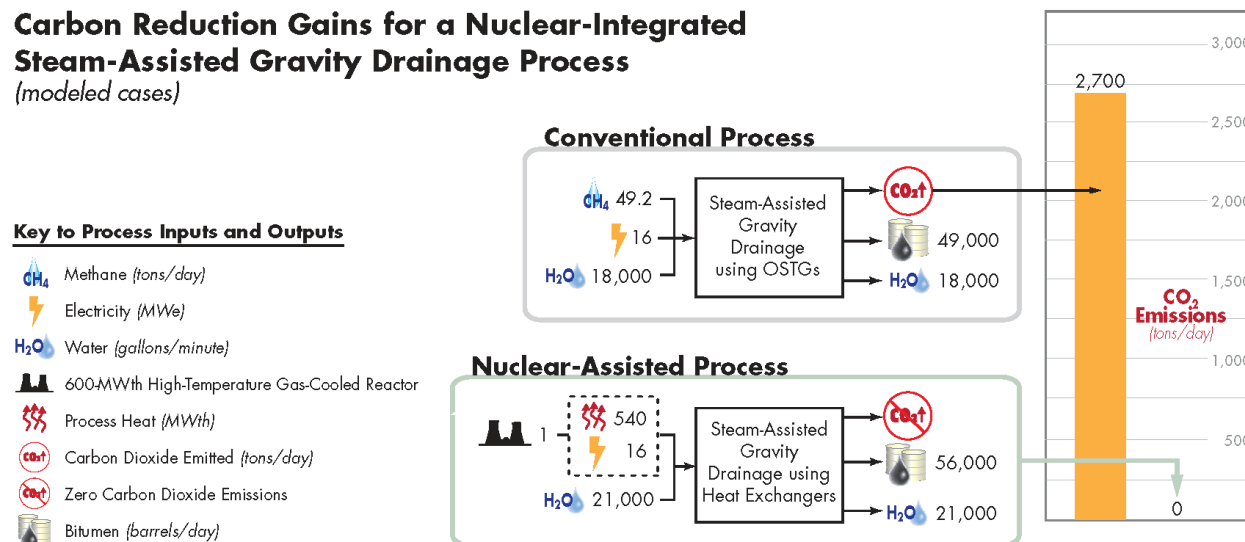 Carbon Reduction Gains for a Nuclear-Integrated
Steam-Assisted Gravity Drainage Process
(modeled cases)
Key to Process Inputs and Outputs
CH₄ Methane (tons/day)
Electricity (MWe)
H₂O Water (gallons/minute)
600-MWth High-Temperature Gas-Cooled Reactor
Process Heat (MWth)
CO₂↑ Carbon Dioxide Emitted (tons/day)
CO₂↑ Zero Carbon Dioxide Emissions
Bitumen (barrels/day)
Conventional Process
CH₄ 49.2
16
H₂O 18,000
Steam-Assisted
Gravity
Drainage
using OSTGs
CO₂↑
49,000
H₂O 18,000
Nuclear-Assisted Process
1
540
16
H₂O 21,000
Steam-Assisted
Gravity
Drainage using
Heat Exchangers
CO₂↑
56,000
H₂O 21,000
2,700
3,000
2,500
2,000
1,500
1,000
500
CO₂
Emissions
(tons/day)
0